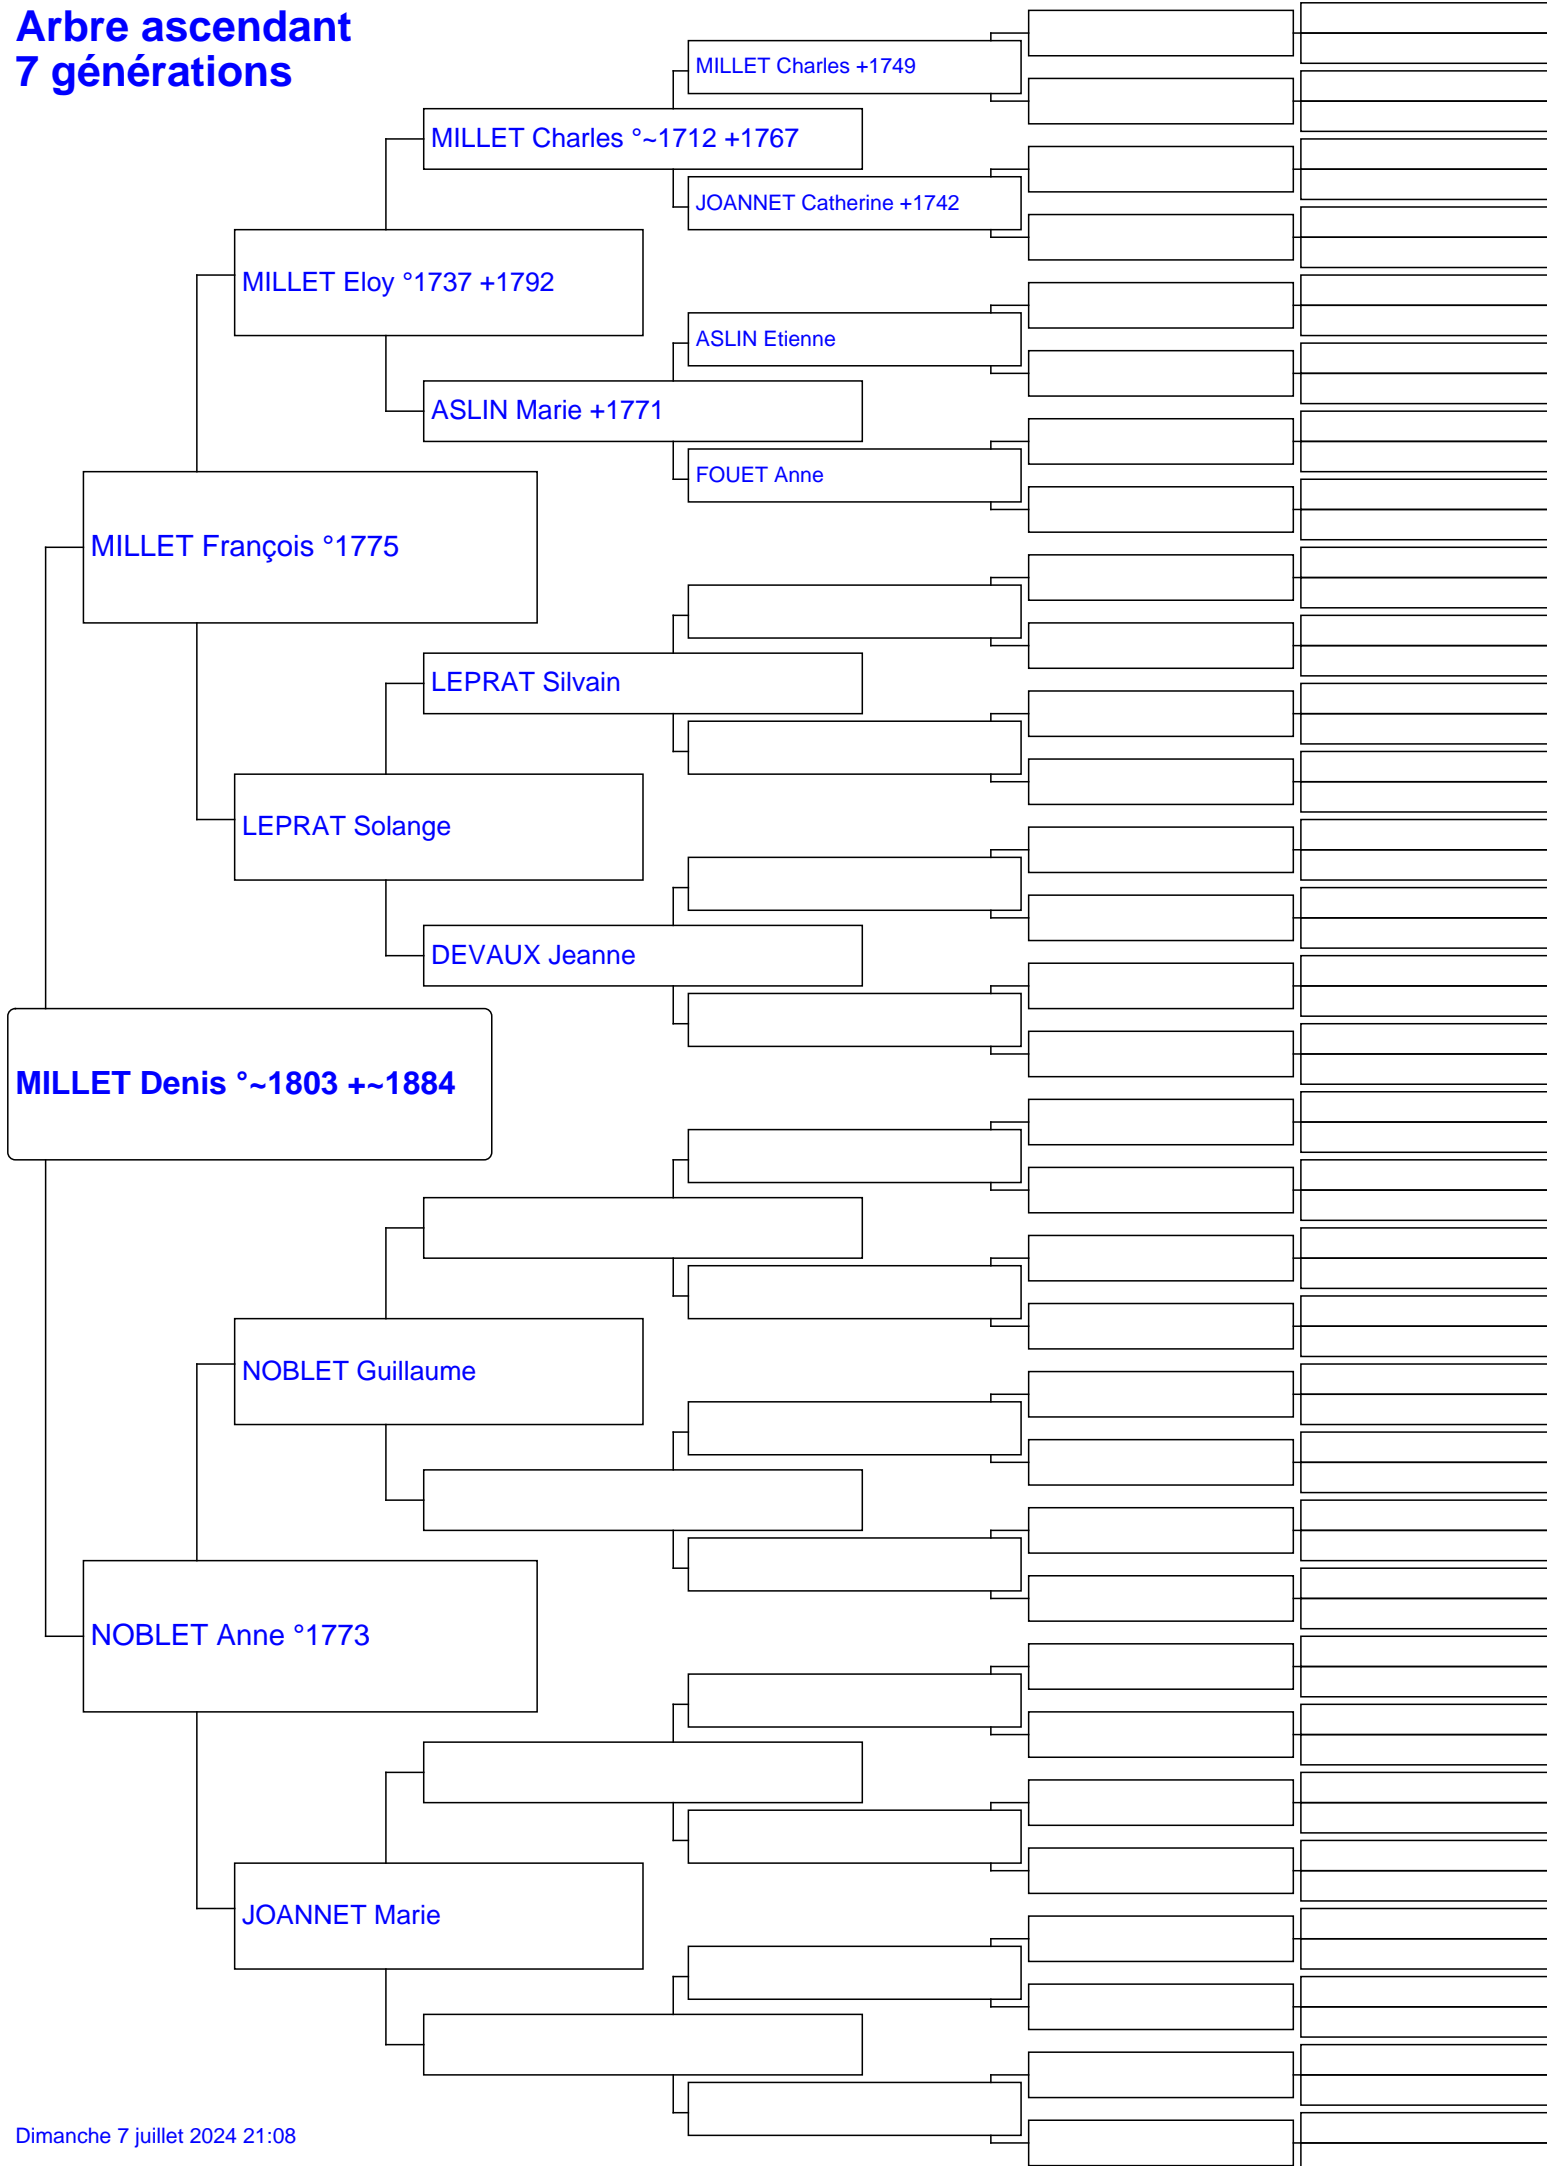 Arbre ascendant
7 générations
MILLET Charles +1749
MILLET Charles °~1712 +1767
JOANNET Catherine +1742
MILLET Eloy °1737 +1792
ASLIN Etienne
ASLIN Marie +1771
FOUET Anne
MILLET François °1775
LEPRAT Silvain
LEPRAT Solange
DEVAUX Jeanne
MILLET Denis °~1803 +~1884
NOBLET Guillaume
NOBLET Anne °1773
JOANNET Marie
Dimanche 7 juillet 2024 21:08